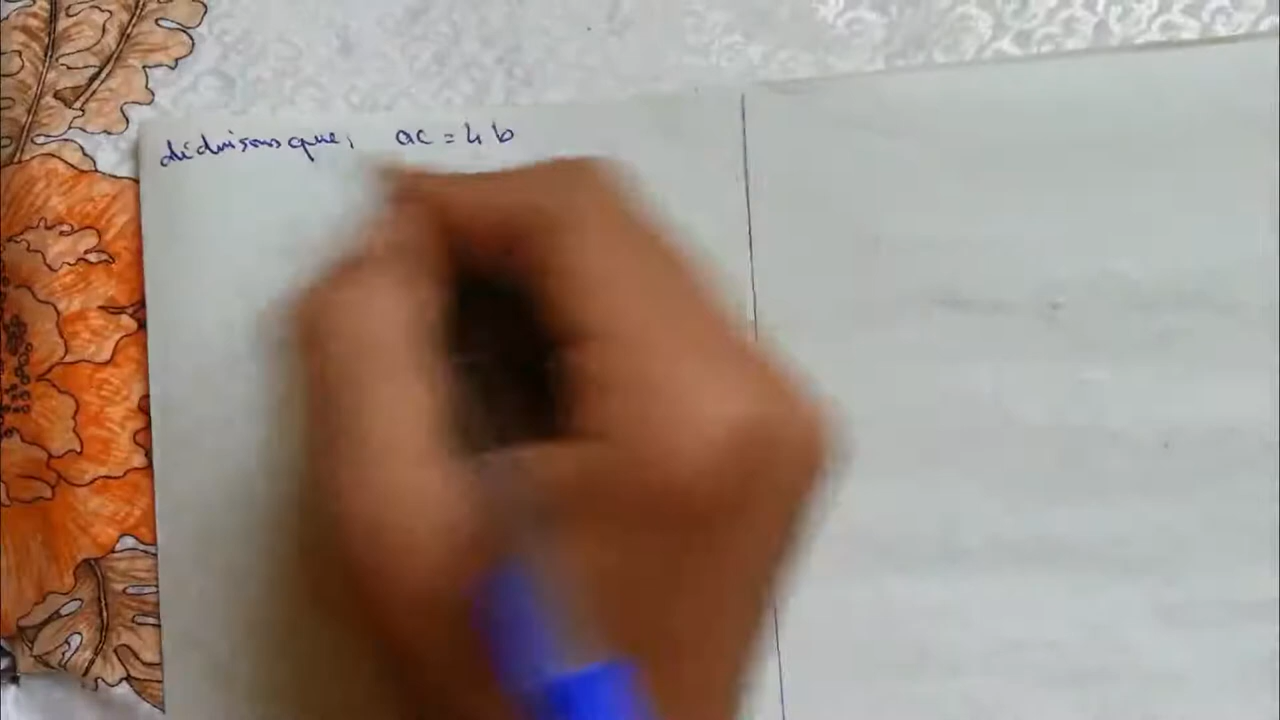 déduisons que, ac = 4b